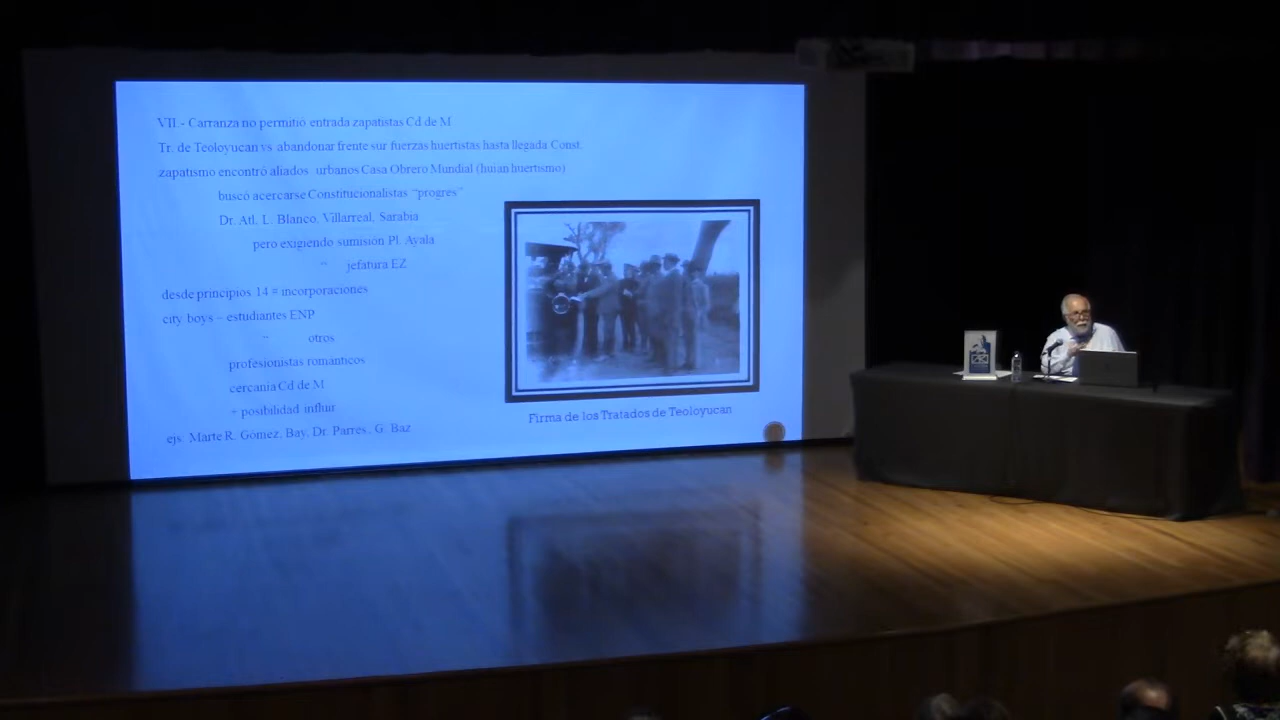 VII.- Carranza no permitió entrada zapatistas Cd de M
Tr. de Teoloyucan vs abandonar frente sur fuerzas huertistas hasta llegada Const.
zapatismo encontró aliados urbanos Casa Obrero Mundial (huían huertismo)
buscó acercarse Constitucionalistas “progres”
Dr. Atl. L. Blanco, Villarreal, Sarabia
pero exigiendo sumisión Pl. Ayala
“ jefatura EZ
desde principios 14 = incorporaciones
city boys – estudiantes ENP
“ otros
profesionistas románticos
cercanía Cd de M
+ posibilidad influir
ejs: Marte R. Gómez, Bay, Dr. Parres, G. Baz
Firma de los Tratados de Teoloyucan